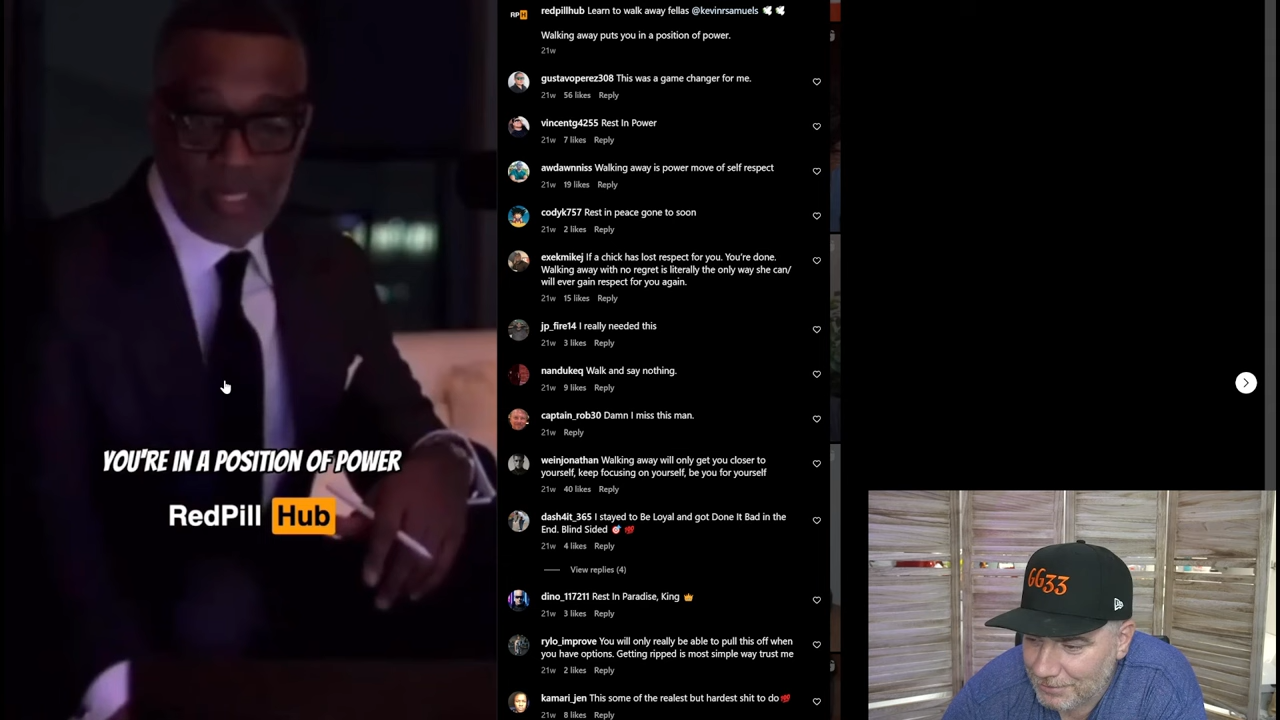 YOU'RE IN A POSITION OF POWER
RedPill Hub
RPH
redpillhub Learn to walk away fellas @kevinrsamuels 🕊 🕊
Walking away puts you in a position of power.
21w
gustavoperez308 This was a game changer for me.
21w 56 likes Reply
vincentg4255 Rest In Power
21w 7 likes Reply
awdawnniss Walking away is power move of self respect
21w 19 likes Reply
codyk757 Rest in peace gone to soon
21w 2 likes Reply
exekmikej If a chick has lost respect for you. You're done.
Walking away with no regret is literally the only way she can/
will ever gain respect for you again.
21w 15 likes Reply
jp_fire14 I really needed this
21w 3 likes Reply
nandukeq Walk and say nothing.
21w 9 likes Reply
captain_rob30 Damn I miss this man.
21w Reply
weinjonathan Walking away will only get you closer to
yourself, keep focusing on yourself, be you for yourself
21w 40 likes Reply
dash4it_365 I stayed to Be Loyal and got Done It Bad in the
End. Blind Sided 🎯 💯
21w 4 likes Reply
View replies (4)
dino_117211 Rest In Paradise, King 👑
21w 3 likes Reply
rylo_improve You will only really be able to pull this off when
you have options. Getting ripped is most simple way trust me
21w 2 likes Reply
kamari_jen This some of the realest but hardest shit to do💯
21w 8 likes Reply
GG33